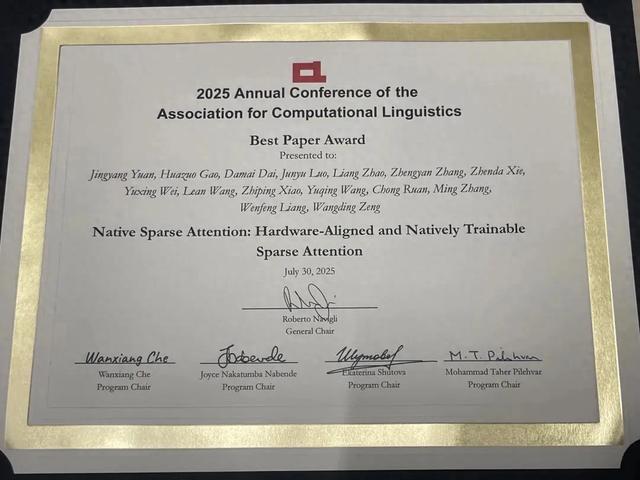 2025 Annual Conference of the
Association for Computational Linguistics
Best Paper Award
Presented to:
Jingyang Yuan, Huazuo Gao, Damai Dai, Junyu Luo, Liang Zhao, Zhengyan Zhang, Zhenda Xie,
Yuxing Wei, Lean Wang, Zhiping Xiao, Yuqing Wang, Chong Ruan, Ming Zhang,
Wenfeng Liang, Wangding Zeng
Native Sparse Attention: Hardware-Aligned and Natively Trainable
Sparse Attention
July 30, 2025
Roberto Navigli
General Chair
Wanxiang Che
Wanxiang Che
Program Chair
Joyce Nakatumba Nabende
Program Chair
Ekaterina Shutova
Program Chair
M.T. Pilehvar
Mohammad Taher Pilehvar
Program Chair